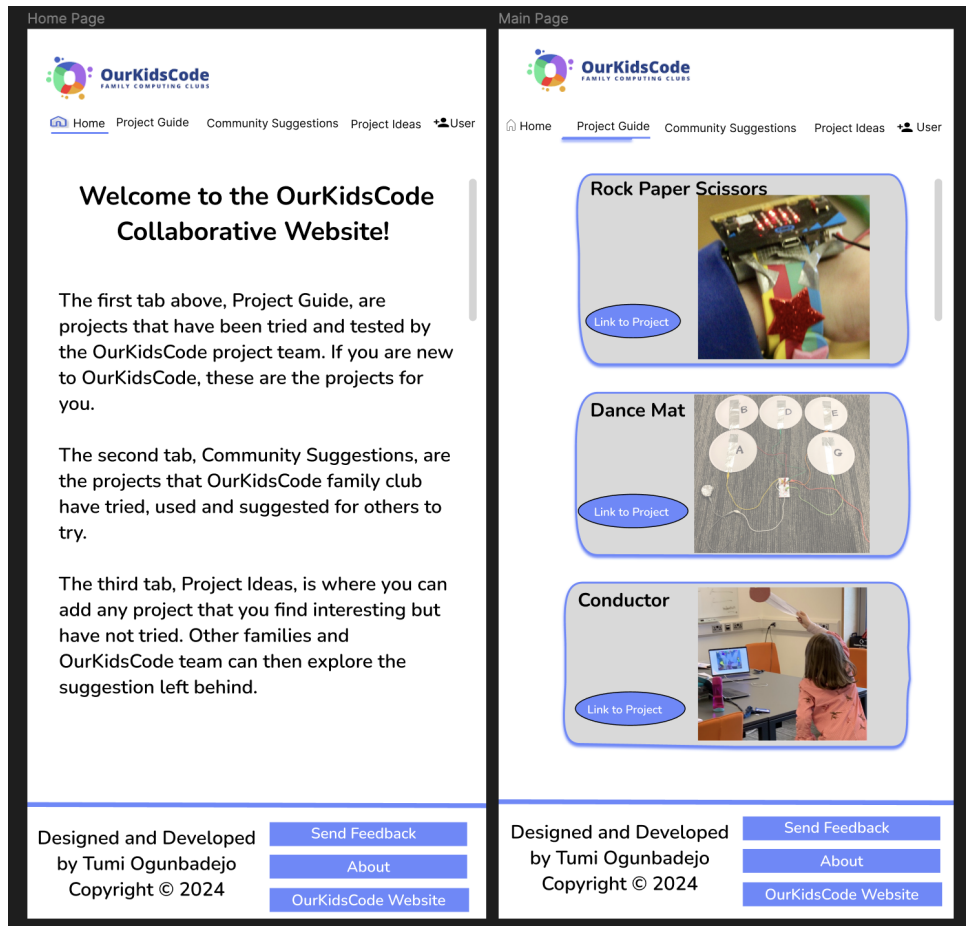 Home Page
OurKidsCode
FAMILY COMPUTING CLUBS
Home Project Guide Community Suggestions Project Ideas User
Welcome to the OurKidsCode
Collaborative Website!
The first tab above, Project Guide, are
projects that have been tried and tested by
the OurKidsCode project team. If you are new
to OurKidsCode, these are the projects for
you.
The second tab, Community Suggestions, are
the projects that OurKidsCode family club
have tried, used and suggested for others to
try.
The third tab, Project Ideas, is where you can
add any project that you find interesting but
have not tried. Other families and
OurKidsCode team can then explore the
suggestion left behind.
Designed and Developed
by Tumi Ogunbadejo
Copyright © 2024
Send Feedback
About
OurKidsCode Website
Main Page
OurKidsCode
FAMILY COMPUTING CLUBS
Home Project Guide Community Suggestions Project Ideas User
Rock Paper Scissors
Link to Project
Dance Mat
B D E
A G
Link to Project
Conductor
Link to Project
Designed and Developed
by Tumi Ogunbadejo
Copyright © 2024
Send Feedback
About
OurKidsCode Website